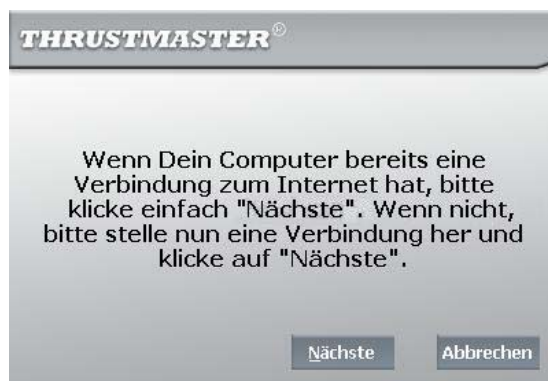 THRUSTMASTER®
Wenn Dein Computer bereits eine
Verbindung zum Internet hat, bitte
klicke einfach "Nächste". Wenn nicht,
bitte stelle nun eine Verbindung her und
klicke auf "Nächste".
Nächste Abbrechen